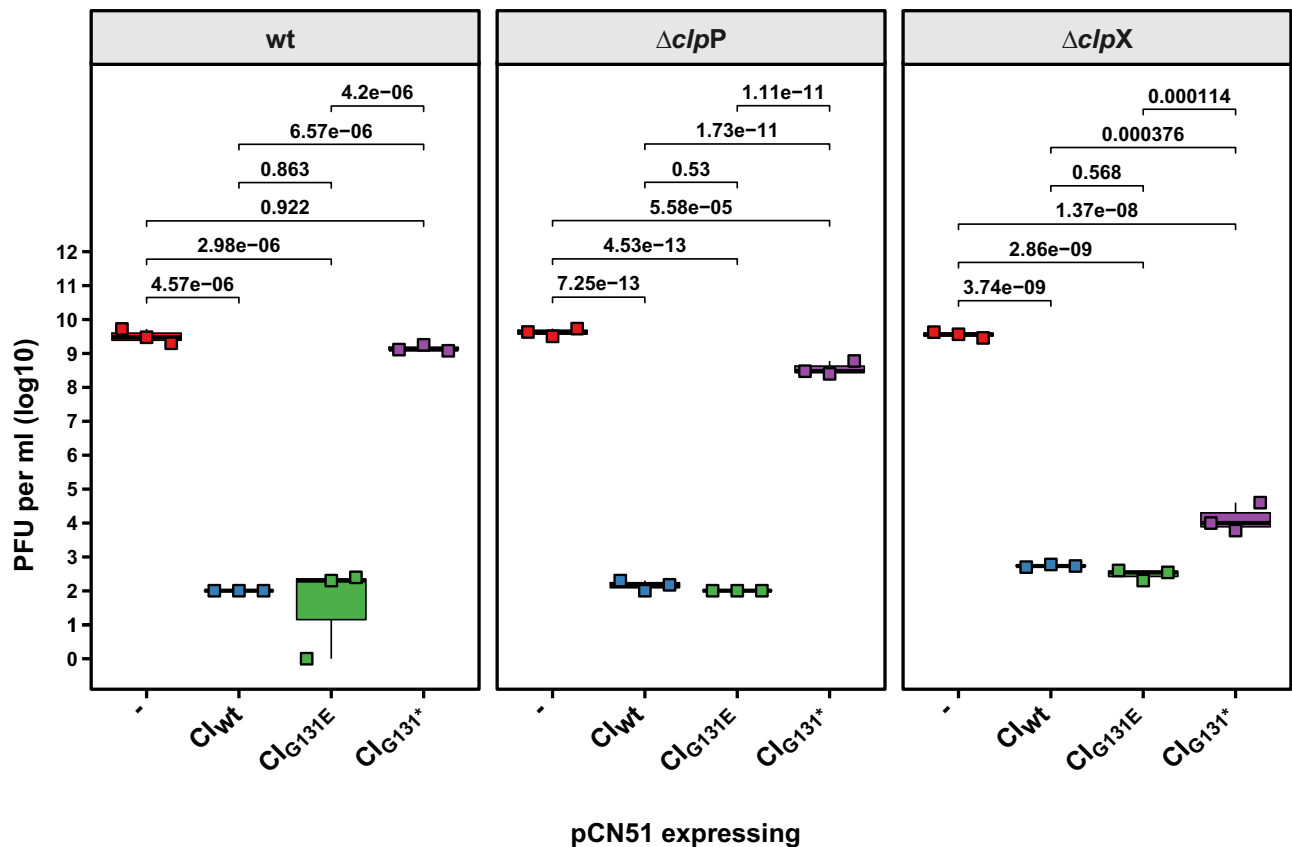 wt
ΔclpP
ΔclpX
4.2e−06
6.57e−06
0.863
0.922
2.98e−06
4.57e−06
1.11e−11
1.73e−11
0.53
5.58e−05
4.53e−13
7.25e−13
0.000114
0.000376
0.568
1.37e−08
2.86e−09
3.74e−09
PFU per ml (log10)
12
11
10
9
8
7
6
5
4
3
2
1
0
- CIwt CIG131E CIG131*
- CIwt CIG131E CIG131*
- CIwt CIG131E CIG131*
pCN51 expressing